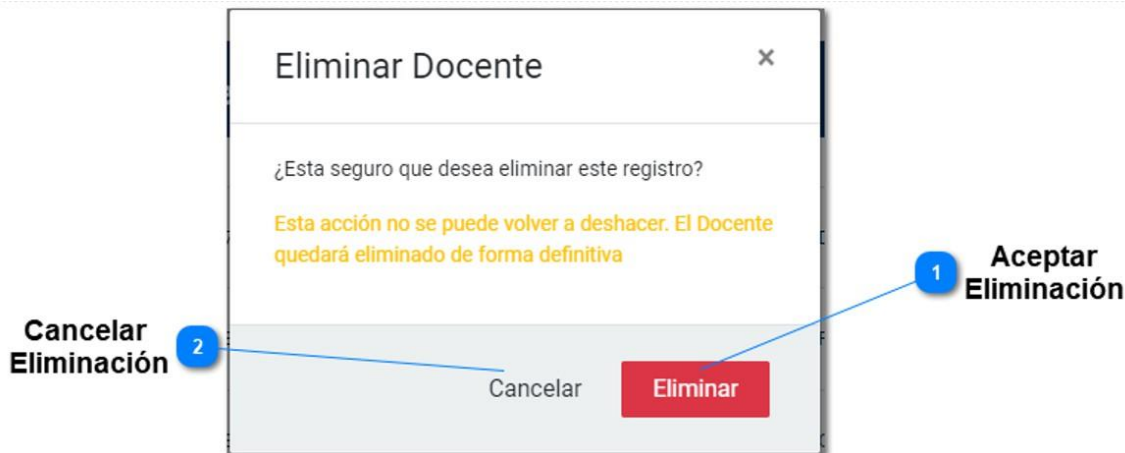 Eliminar Docente
×
¿Esta seguro que desea eliminar este registro?
Esta acción no se puede volver a deshacer. El Docente
quedará eliminado de forma definitiva
1
Aceptar
Eliminación
Cancelar
Eliminación
2
Cancelar
Eliminar